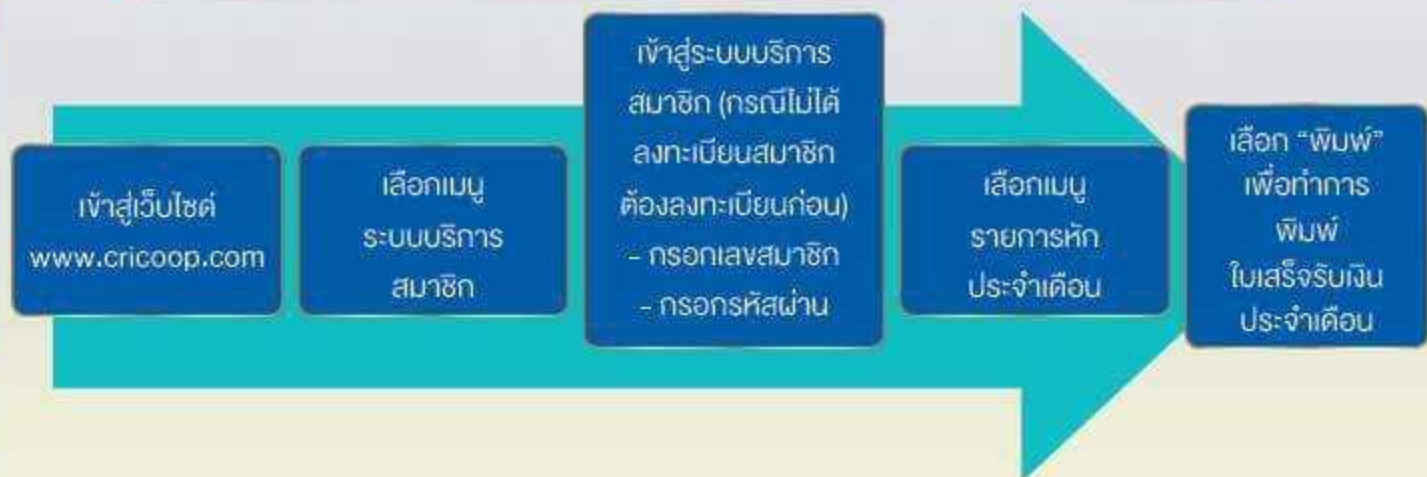 เข้าสู่เว็บไซต์
www.cricoop.com
เลือกเมนู
ระบบบริการ
สมาชิก
เข้าสู่ระบบบริการ
สมาชิก (กรณีไม่ได้
ลงทะเบียนสมาชิก
ต้องลงทะเบียนก่อน)
- กรอกเลขสมาชิก
- กรอกรหัสผ่าน
เลือกเมนู
รายการหัก
ประจำเดือน
เลือก “พิมพ์”
เพื่อทำการ
พิมพ์
ใบเสร็จรับเงิน
ประจำเดือน